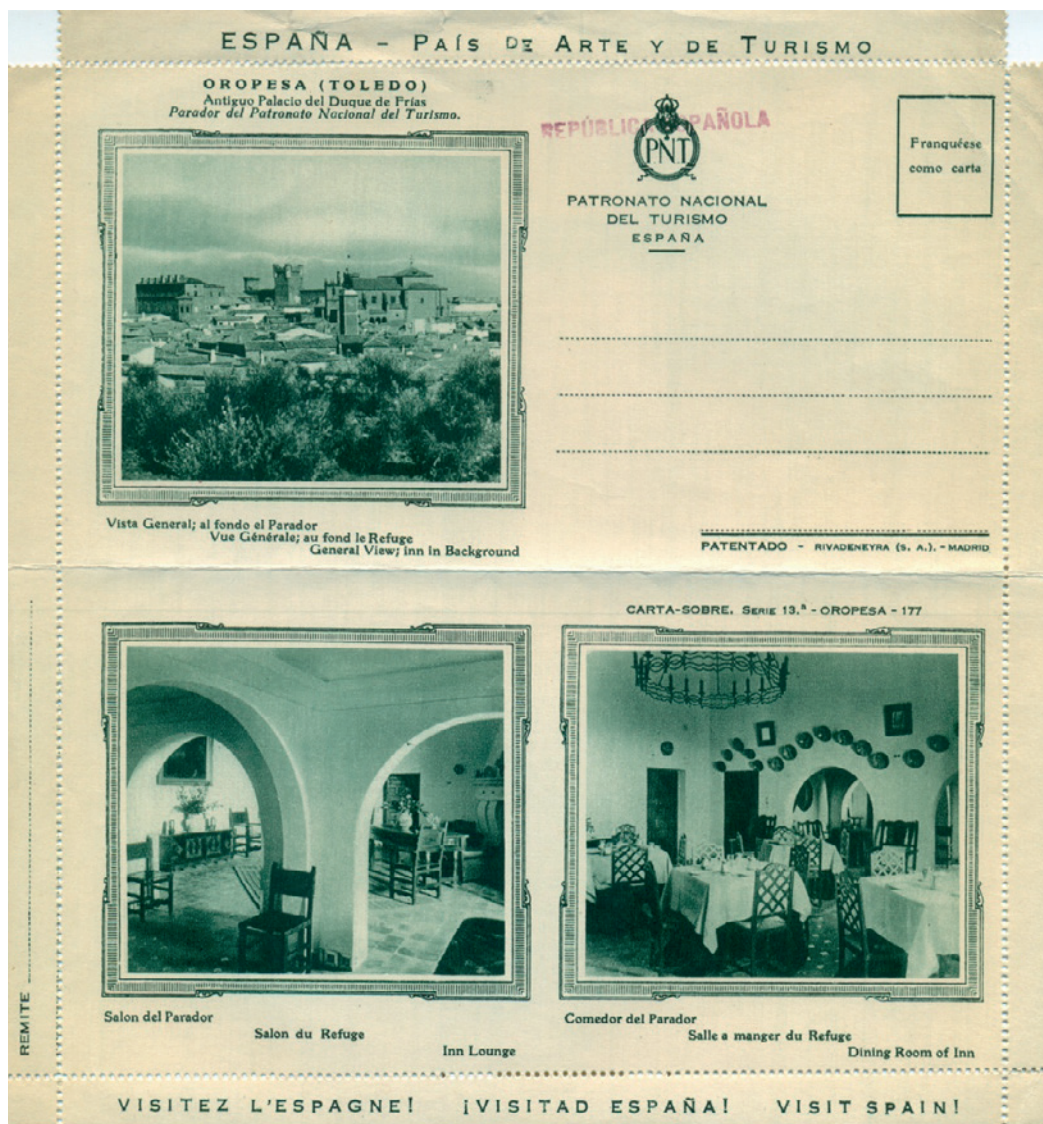 ESPAÑA - PAÍS DE ARTE Y DE TURISMO
OROPESA (TOLEDO)
Antiguo Palacio del Duque de Frías
Parador del Patronato Nacional del Turismo.
REPÚBLICA ESPAÑOLA
PNT
PATRONATO NACIONAL
DEL TURISMO
ESPAÑA
Franquéese
como carta
Vista General; al fondo el Parador
Vue Générale; au fond le Refuge
General View; inn in Background
PATENTADO - RIVADENEYRA (S. A.). - MADRID
CARTA-SOBRE. SERIE 13.ª - OROPESA - 177
Salon del Parador
Salon du Refuge
Inn Lounge
Comedor del Parador
Salle a manger du Refuge
Dining Room of Inn
REMITE
VISITEZ L'ESPAGNE! ¡VISITAD ESPAÑA! VISIT SPAIN!